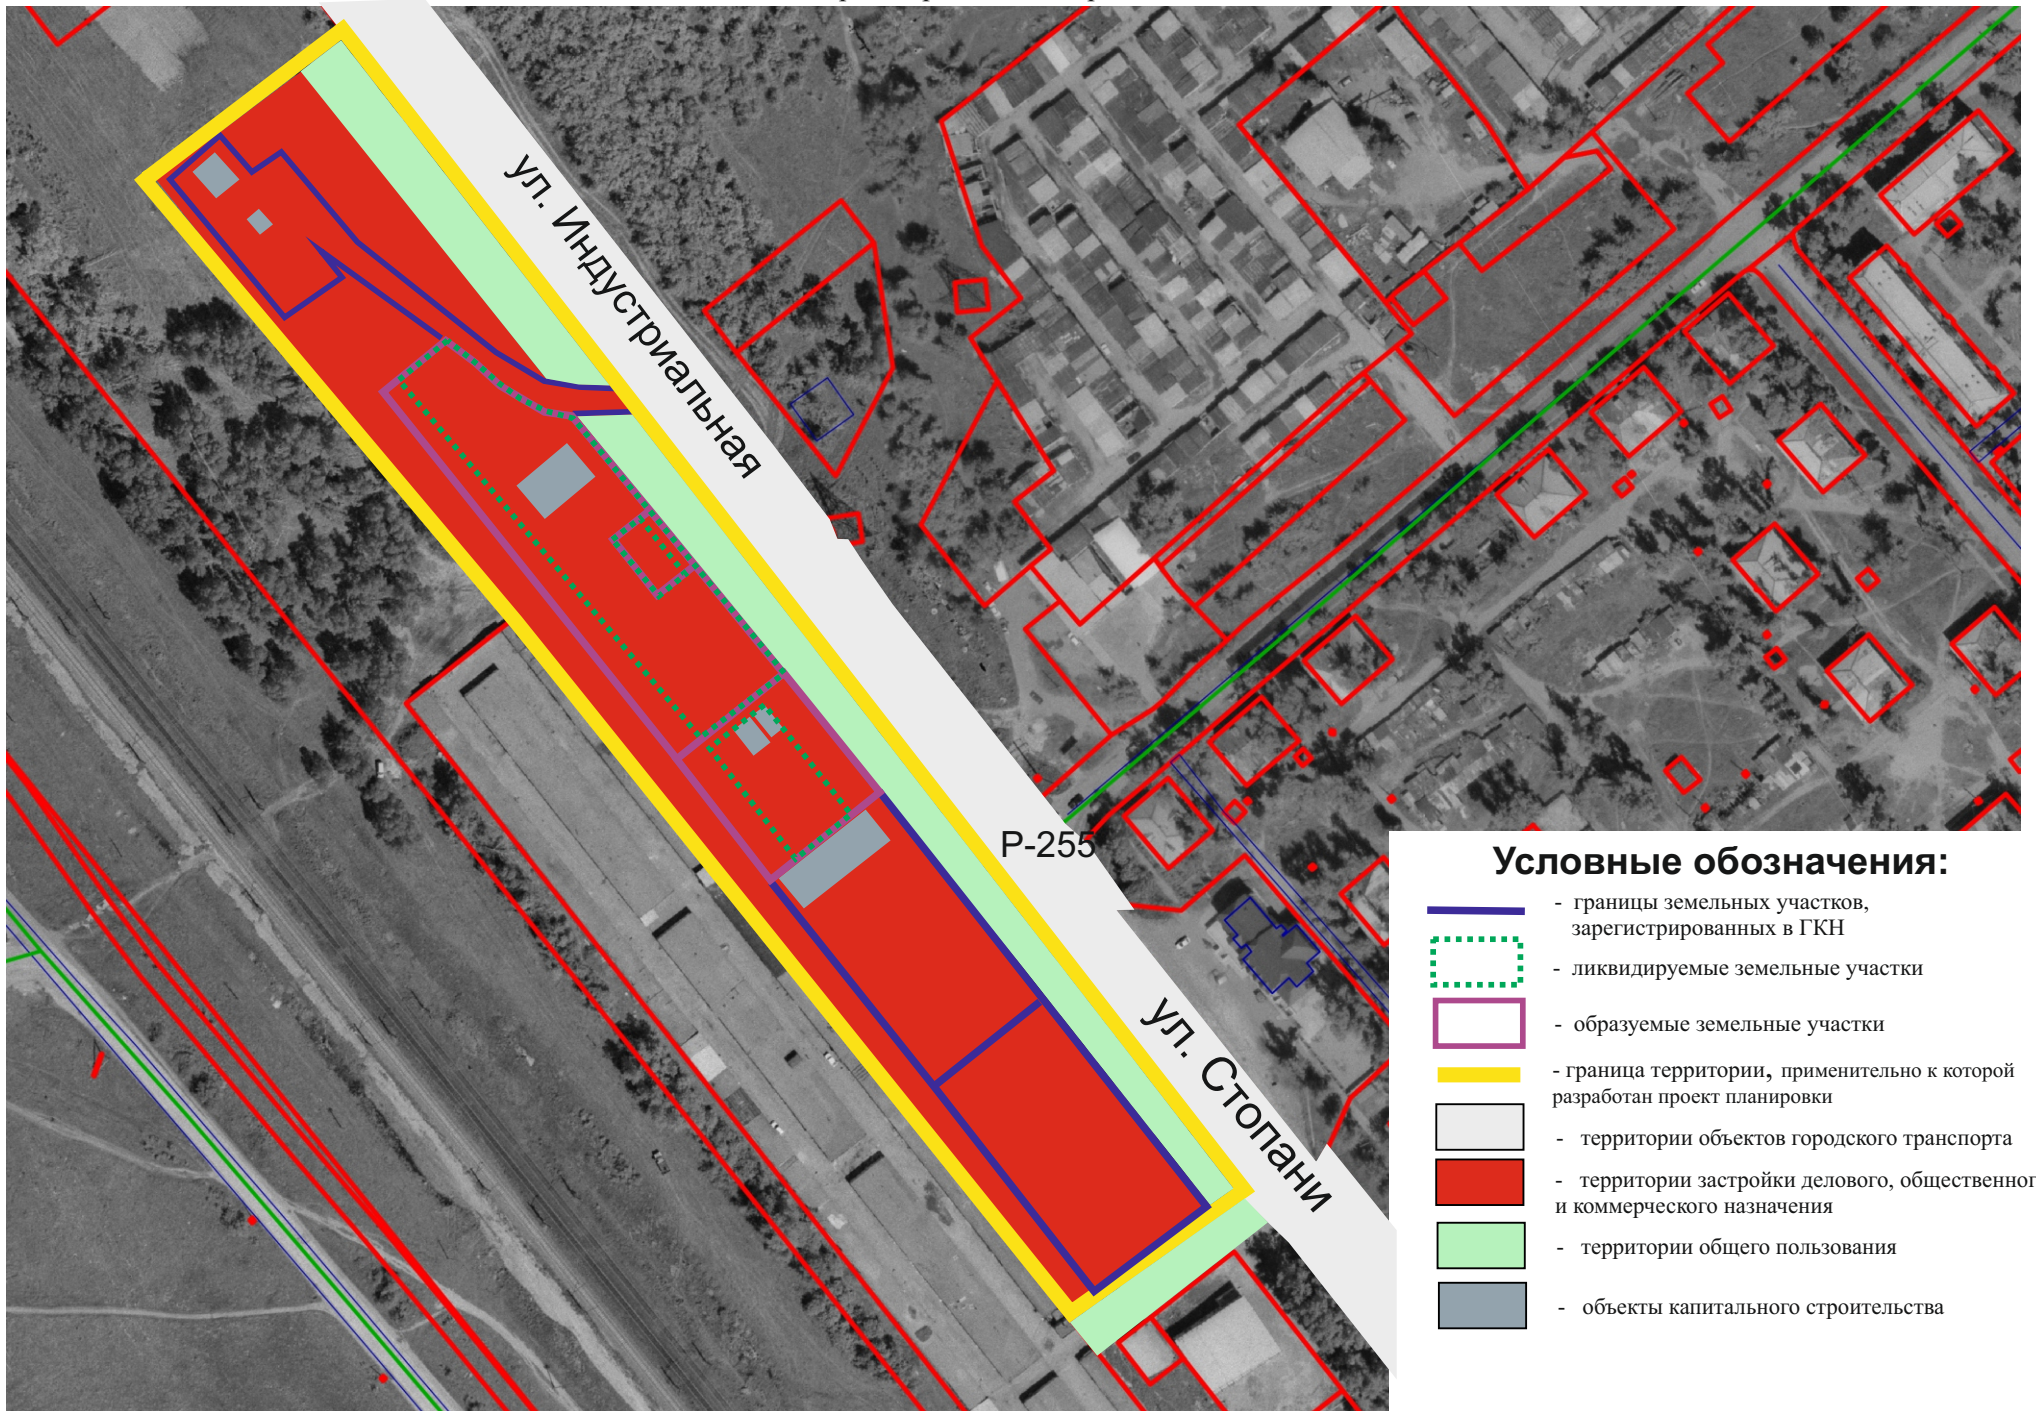 ул. Индустриальная
Р-255
ул. Стопани
Условные обозначения:
- границы земельных участков,
зарегистрированных в ГКН
- ликвидируемые земельные участки
- образуемые земельные участки
- граница территории, применительно к которой
разработан проект планировки
- территории объектов городского транспорта
- территории застройки делового, общественног
и коммерческого назначения
- территории общего пользования
- объекты капитального строительства